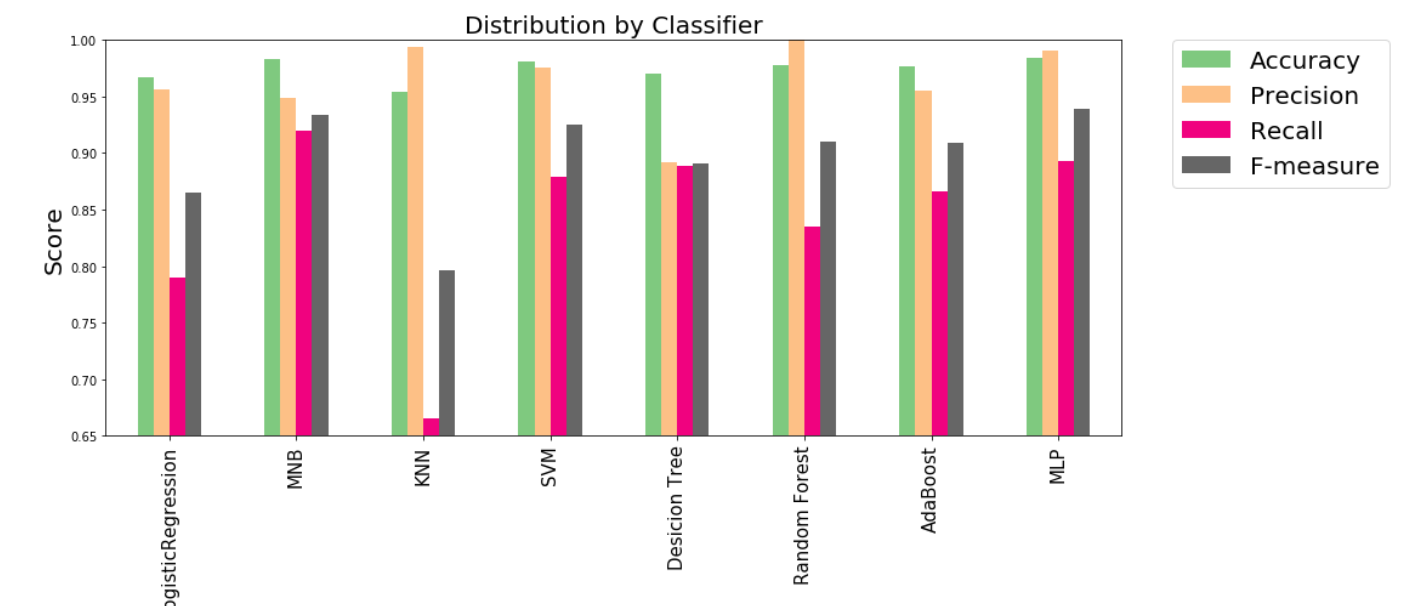 Distribution by Classifier
1.00
0.95
0.90
0.85
0.80
0.75
0.70
0.65
Score
ogisticRegression
MNB
KNN
SVM
Desicion Tree
Random Forest
AdaBoost
MLP
Accuracy
Precision
Recall
F-measure